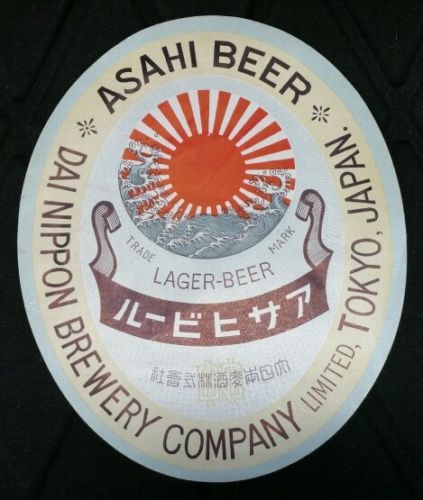 ASAHI BEER
DAI NIPPON BREWERY COMPANY LIMITED, TOKYO, JAPAN.
TRADE MARK
LAGER-BEER
アサヒビール
大日本麥酒株式會社